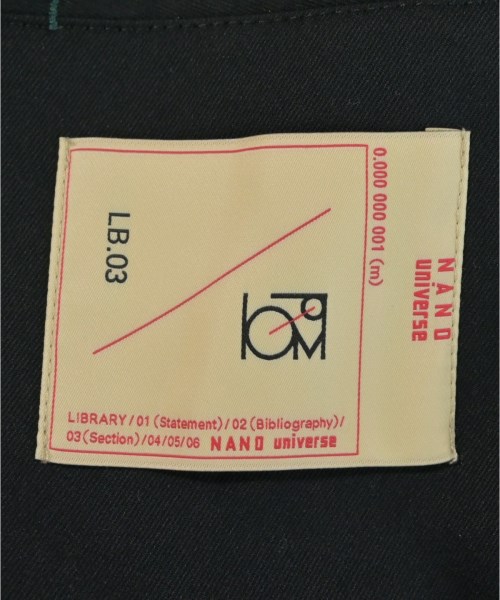 NANO
universe
0.000 000 001 (m)
LB.03
LIBRARY/01(Statement)/02(Bibliography)/
03(Section)/04/05/06 NANO universe